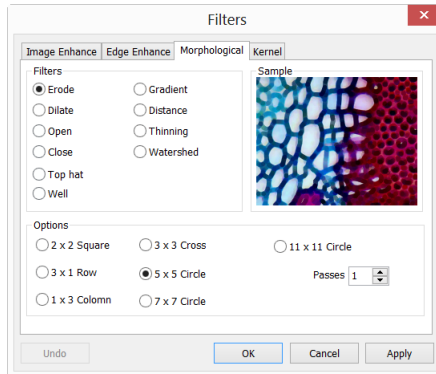 Filters
Image Enhance Edge Enhance Morphological Kernel
Filters Sample
Erode Gradient
Dilate Distance
Open Thinning
Close Watershed
Top hat
Well
Options
2 x 2 Square 3 x 3 Cross 11 x 11 Circle
3 x 1 Row 5 x 5 Circle Passes 1
1 x 3 Colomn 7 x 7 Circle
Undo OK Cancel Apply